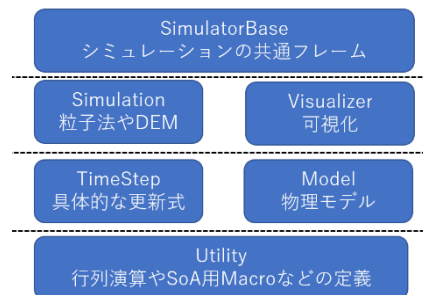 SimulatorBase
シミュレーションの共通フレーム
Simulation
粒子法やDEM
Visualizer
可視化
TimeStep
具体的な更新式
Model
物理モデル
Utility
行列演算やSoA用Macroなどの定義